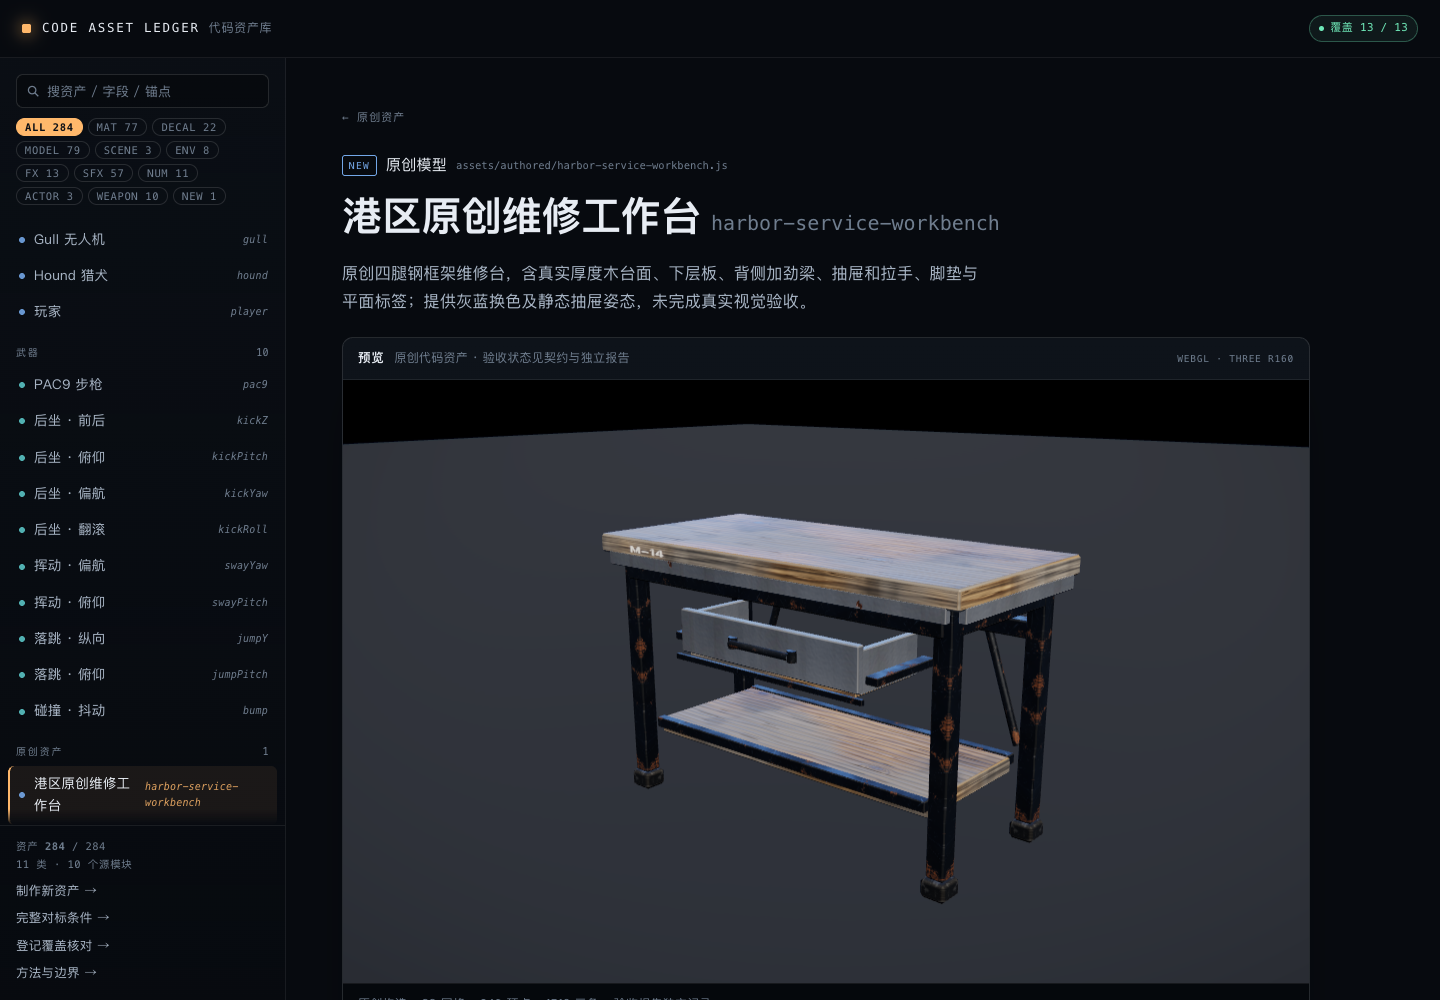 CODE ASSET LEDGER 代码资产库
覆盖 13 / 13
搜资产 / 字段 / 锚点
ALL 284
MAT 77
DECAL 22
MODEL 79
SCENE 3
ENV 8
FX 13
SFX 57
NUM 11
ACTOR 3
WEAPON 10
NEW 1
Gull 无人机 gull
Hound 猎犬 hound
玩家 player
武器 10
PAC9 步枪 pac9
后坐 · 前后 kickZ
后坐 · 俯仰 kickPitch
后坐 · 偏航 kickYaw
后坐 · 翻滚 kickRoll
挥动 · 偏航 swayYaw
挥动 · 俯仰 swayPitch
落跳 · 纵向 jumpY
落跳 · 俯仰 jumpPitch
碰撞 · 抖动 bump
原创资产 1
港区原创维修工
作台
harbor-service-
workbench
资产 284 / 284
11 类 · 10 个源模块
制作新资产 →
完整对标条件 →
登记覆盖核对 →
方法与边界 →
← 原创资产
NEW 原创模型 assets/authored/harbor-service-workbench.js
港区原创维修工作台 harbor-service-workbench
原创四腿钢框架维修台，含真实厚度木台面、下层板、背侧加劲梁、抽屉和拉手、脚垫与
平面标签；提供灰蓝换色及静态抽屉姿态，未完成真实视觉验收。
预览 原创代码资产 · 验收状态见契约与独立报告
WEBGL · THREE R160
M-14